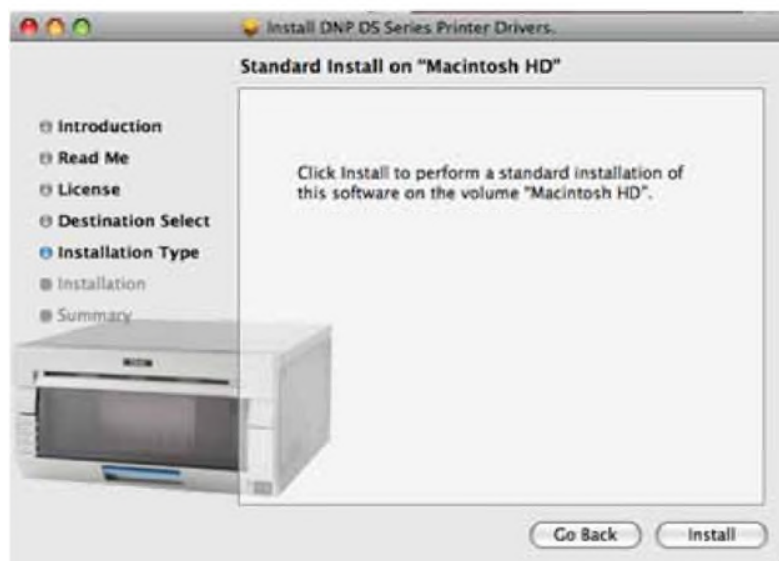 Install DNP DS Series Printer Drivers.
Standard Install on "Macintosh HD"
Introduction
Read Me
License
Destination Select
Installation Type
Installation
Summary
Click Install to perform a standard installation of
this software on the volume "Macintosh HD".
Go Back
Install